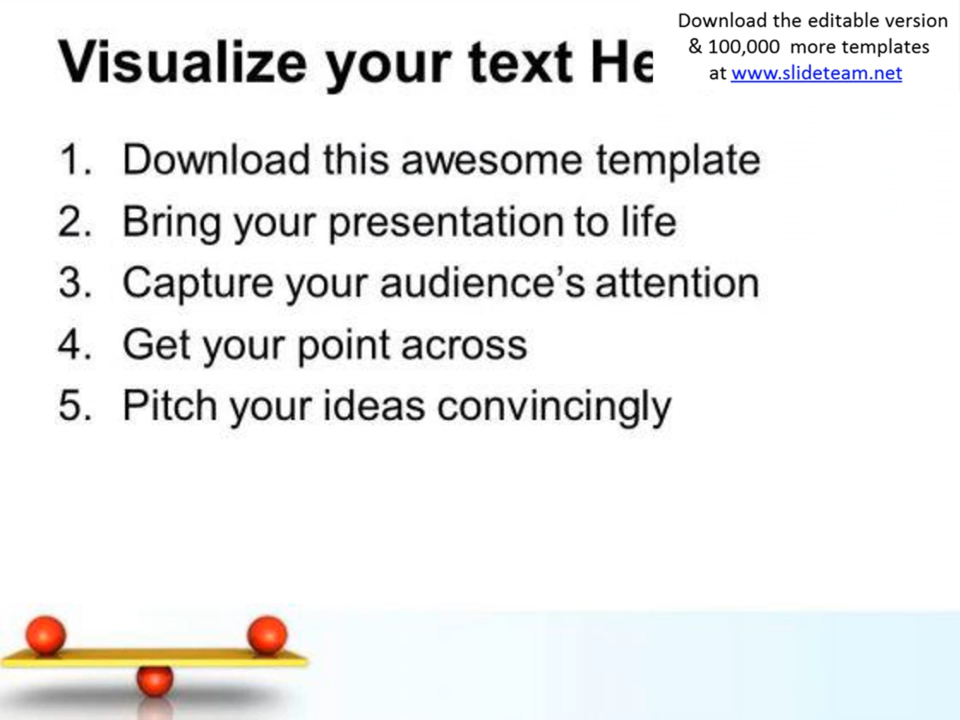 Visualize your text He
Download the editable version
& 100,000 more templates
at www.slideteam.net
1. Download this awesome template
2. Bring your presentation to life
3. Capture your audience’s attention
4. Get your point across
5. Pitch your ideas convincingly